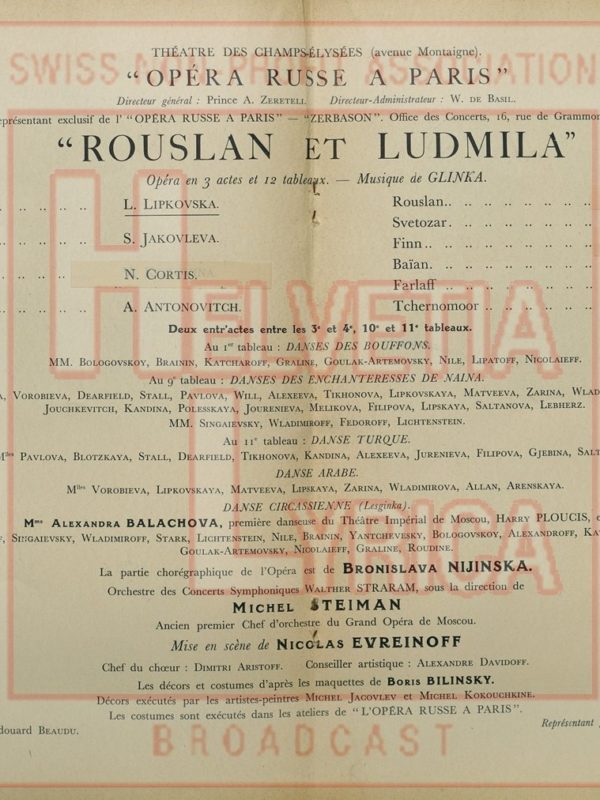 THÉATRE DES CHAMPS-ÉLYSÉES (avenue Montaigne).
SWISS ASSOCIATION
"OPÉRA RUSSE A PARIS"
Directeur général : Prince A. ZERETELI. Directeur-Administrateur : W. DE BASIL.
eprésentant exclusif de l' "OPÉRA RUSSE A PARIS" — "ZERBASON". Office des Concerts, 16, rue de Grammon
"ROUSLAN ET LUDMILA"
Opéra en 3 actes et 12 tableaux. — Musique de GLINKA.
L. LIPKOVSKA. Rouslan..
S. JAKOVLEVA. Svetozar.
Finn..
N. CORTIS. Baïan.
Farlaff
A. ANTONOVITCH. Tchernomoor
HELVETIA
Deux entr'actes entre les 3e et 4e, 10e et 11e tableaux.
Au 1er tableau : DANSES DES BOUFFONS.
MM. BOLOGOVSKOY, BRAININ, KATCHAROFF, GRALINE, GOULAK-ARTEMOVSKY, NILE, LIPATOFF, NICOLAIEFF.
Au 9e tableau : DANSES DES ENCHANTERESSES DE NAINA.
A, VOROBIEVA, DEARFIELD, STALL, PAVLOVA, WILL, ALEXEEVA, TIKHONOVA, LIPKOVSKAYA, MATVEEVA, ZARINA, WLAD
JOUCHKEVITCH, KANDINA, POLESSKAYA, JOURENIEVA, MELIKOVA, FILIPOVA, LIPSKAYA, SALTANOVA, LEBHERZ.
MM. SINGAIEVSKY, WLADIMIROFF, FEDOROFF, LICHTENSTEIN.
Au 11e tableau : DANSE TURQUE.
Mlles PAVLOVA, BLOTZKAYA, STALL, DEARFIELD, TIKHONOVA, KANDINA, ALEXEEVA, JURENIEVA, FILIPOVA, GJEBINA, SALT
DANSE ARABE.
Mlles VOROBIEVA, LIPKOVSKAYA, MATVEEVA, LIPSKAYA, ZARINA, WLADIMIROVA, ALLAN, ARENSKAYA.
DANSE CIRCASSIENNE (Lesginka).
Mme ALEXANDRA BALACHOVA, première danseuse du Théatre Impérial de Moscou, HARRY PLOUCIS, e
F, SINGAIEVSKY, WLADIMIROFF, STARK, LICHTENSTEIN, NILE, BRAININ, YANTCHEVESKY, BOLOGOVSKOY, ALEXANDROFF, KA
GOULAK-ARTEMOVSKY, NICOLAIEFF, GRALINE, ROUDINE.
La partie chorégraphique de l'Opéra est de BRONISLAVA NIJINSKA.
Orchestre des Concerts Symphoniques WALTHER STRARAM, sous la direction de
MICHEL STEIMAN
Ancien premier Chef d'orchestre du Grand Opéra de Moscou.
Mise en scène de NICOLAS EVREINOFF
Chef du chœur : DIMITRI ARISTOFF. Conseiller artistique : ALEXANDRE DAVIDOFF.
Les décors et costumes d'après les maquettes de BORIS BILINSKY.
Décors exécutés par les artistes-peintres MICHEL JACOVLEV et MICHEL KOKOUCHKINE.
Les costumes sont exécutés dans les ateliers de "L'OPÉRA RUSSE A PARIS".
douard BEAUDU. Représentant
BROADCAST